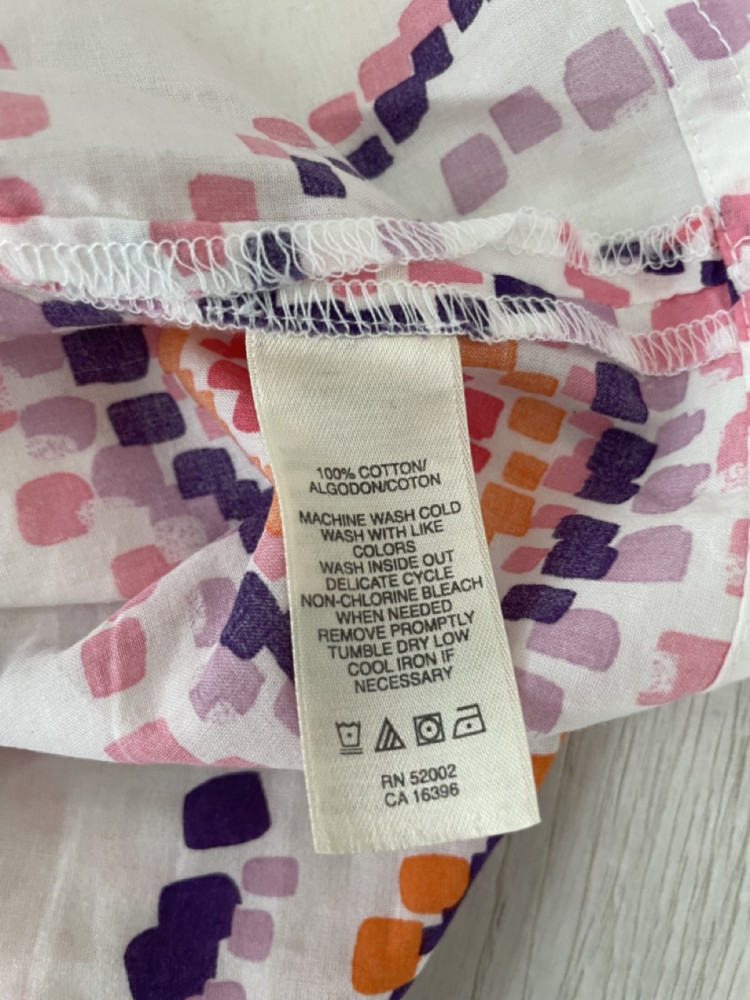 100% COTTON/
ALGODON/COTON
MACHINE WASH COLD
WASH WITH LIKE
COLORS
WASH INSIDE OUT
DELICATE CYCLE
NON-CHLORINE BLEACH
WHEN NEEDED
REMOVE PROMPTLY
TUMBLE DRY LOW
COOL IRON IF
NECESSARY
RN 52002
CA 16396